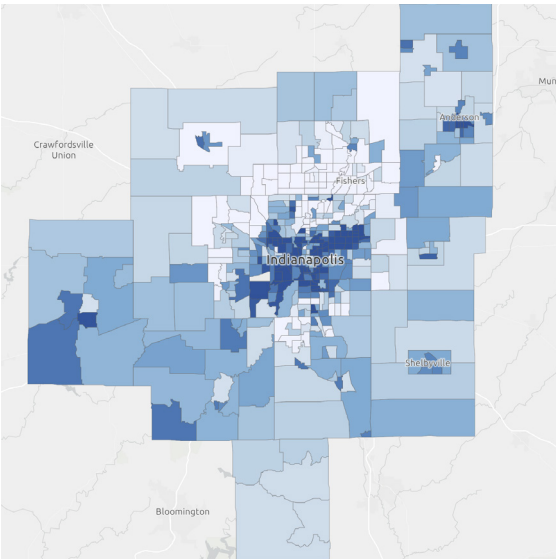 Mun
Anderson
Crawfordsville
Union
Fishers
Indianapolis
Shelbyville
Bloomington